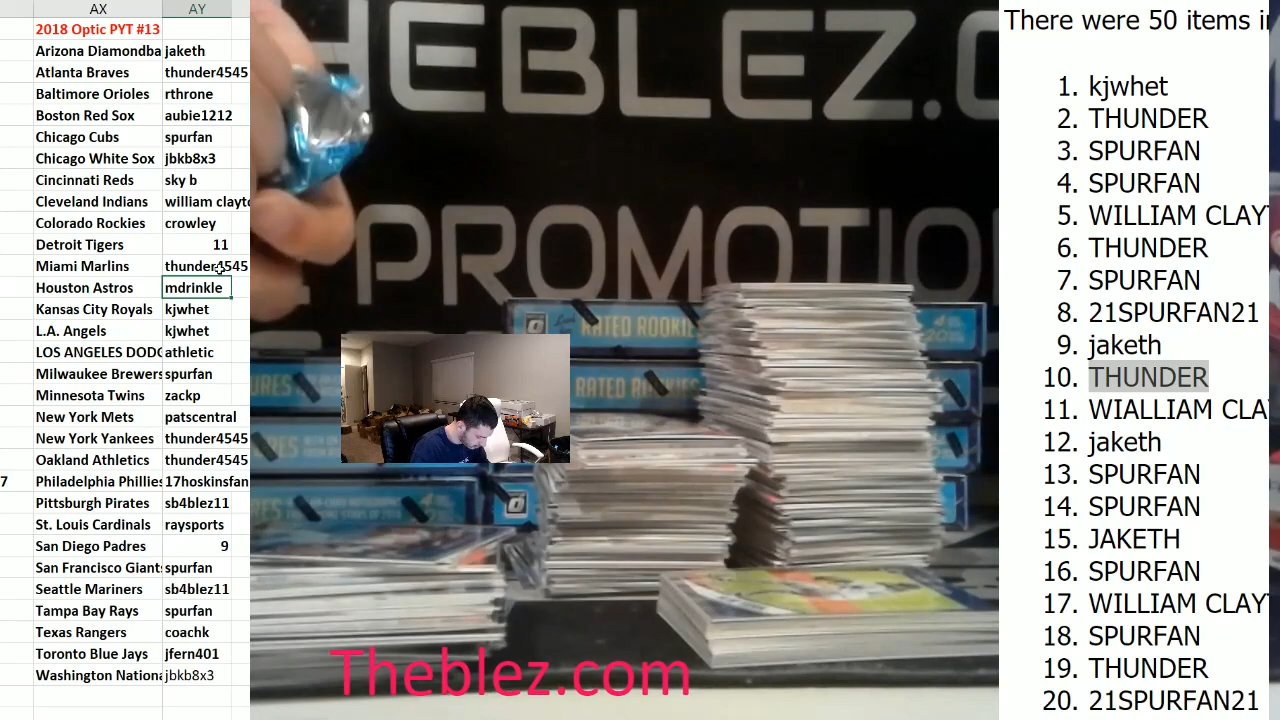 AX AY
2018 Optic PYT #13
Arizona Diamondba jaketh
Atlanta Braves thunder4545
Baltimore Orioles rthrone
Boston Red Sox aubie1212
Chicago Cubs spurfan
Chicago White Sox jbkb8x3
Cincinnati Reds sky b
Cleveland Indians william clayto
Colorado Rockies crowley
Detroit Tigers 11
Miami Marlins thunder4545
Houston Astros mdrinkle
Kansas City Royals kjwhet
L.A. Angels kjwhet
LOS ANGELES DODG athletic
Milwaukee Brewers spurfan
Minnesota Twins zackp
New York Mets patscentral
New York Yankees thunder4545
Oakland Athletics thunder4545
7 Philadelphia Phillies 17hoskinsfan
Pittsburgh Pirates sb4blez11
St. Louis Cardinals raysports
San Diego Padres 9
San Francisco Giants spurfan
Seattle Mariners sb4blez11
Tampa Bay Rays spurfan
Texas Rangers coachk
Toronto Blue Jays jfern401
Washington Nationa jbkb8x3
HEBLEZ.C
PROMOTION
RATED ROOKI
RATED ROOKIES
Theblez.com
There were 50 items in
1. kjwhet
2. THUNDER
3. SPURFAN
4. SPURFAN
5. WILLIAM CLAY
6. THUNDER
7. SPURFAN
8. 21SPURFAN21
9. jaketh
10. THUNDER
11. WIALLIAM CLA
12. jaketh
13. SPURFAN
14. SPURFAN
15. JAKETH
16. SPURFAN
17. WILLIAM CLAY
18. SPURFAN
19. THUNDER
20. 21SPURFAN21